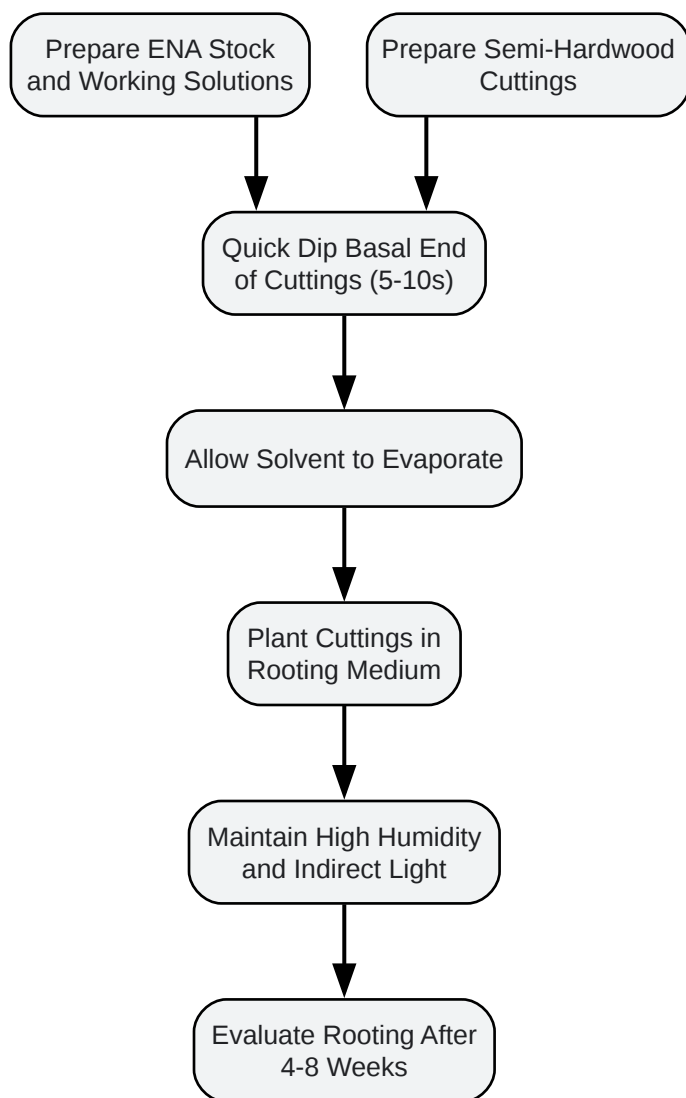 Prepare ENA Stock
and Working Solutions
Prepare Semi-Hardwood
Cuttings
Quick Dip Basal End
of Cuttings (5-10s)
Allow Solvent to Evaporate
Plant Cuttings in
Rooting Medium
Maintain High Humidity
and Indirect Light
Evaluate Rooting After
4-8 Weeks